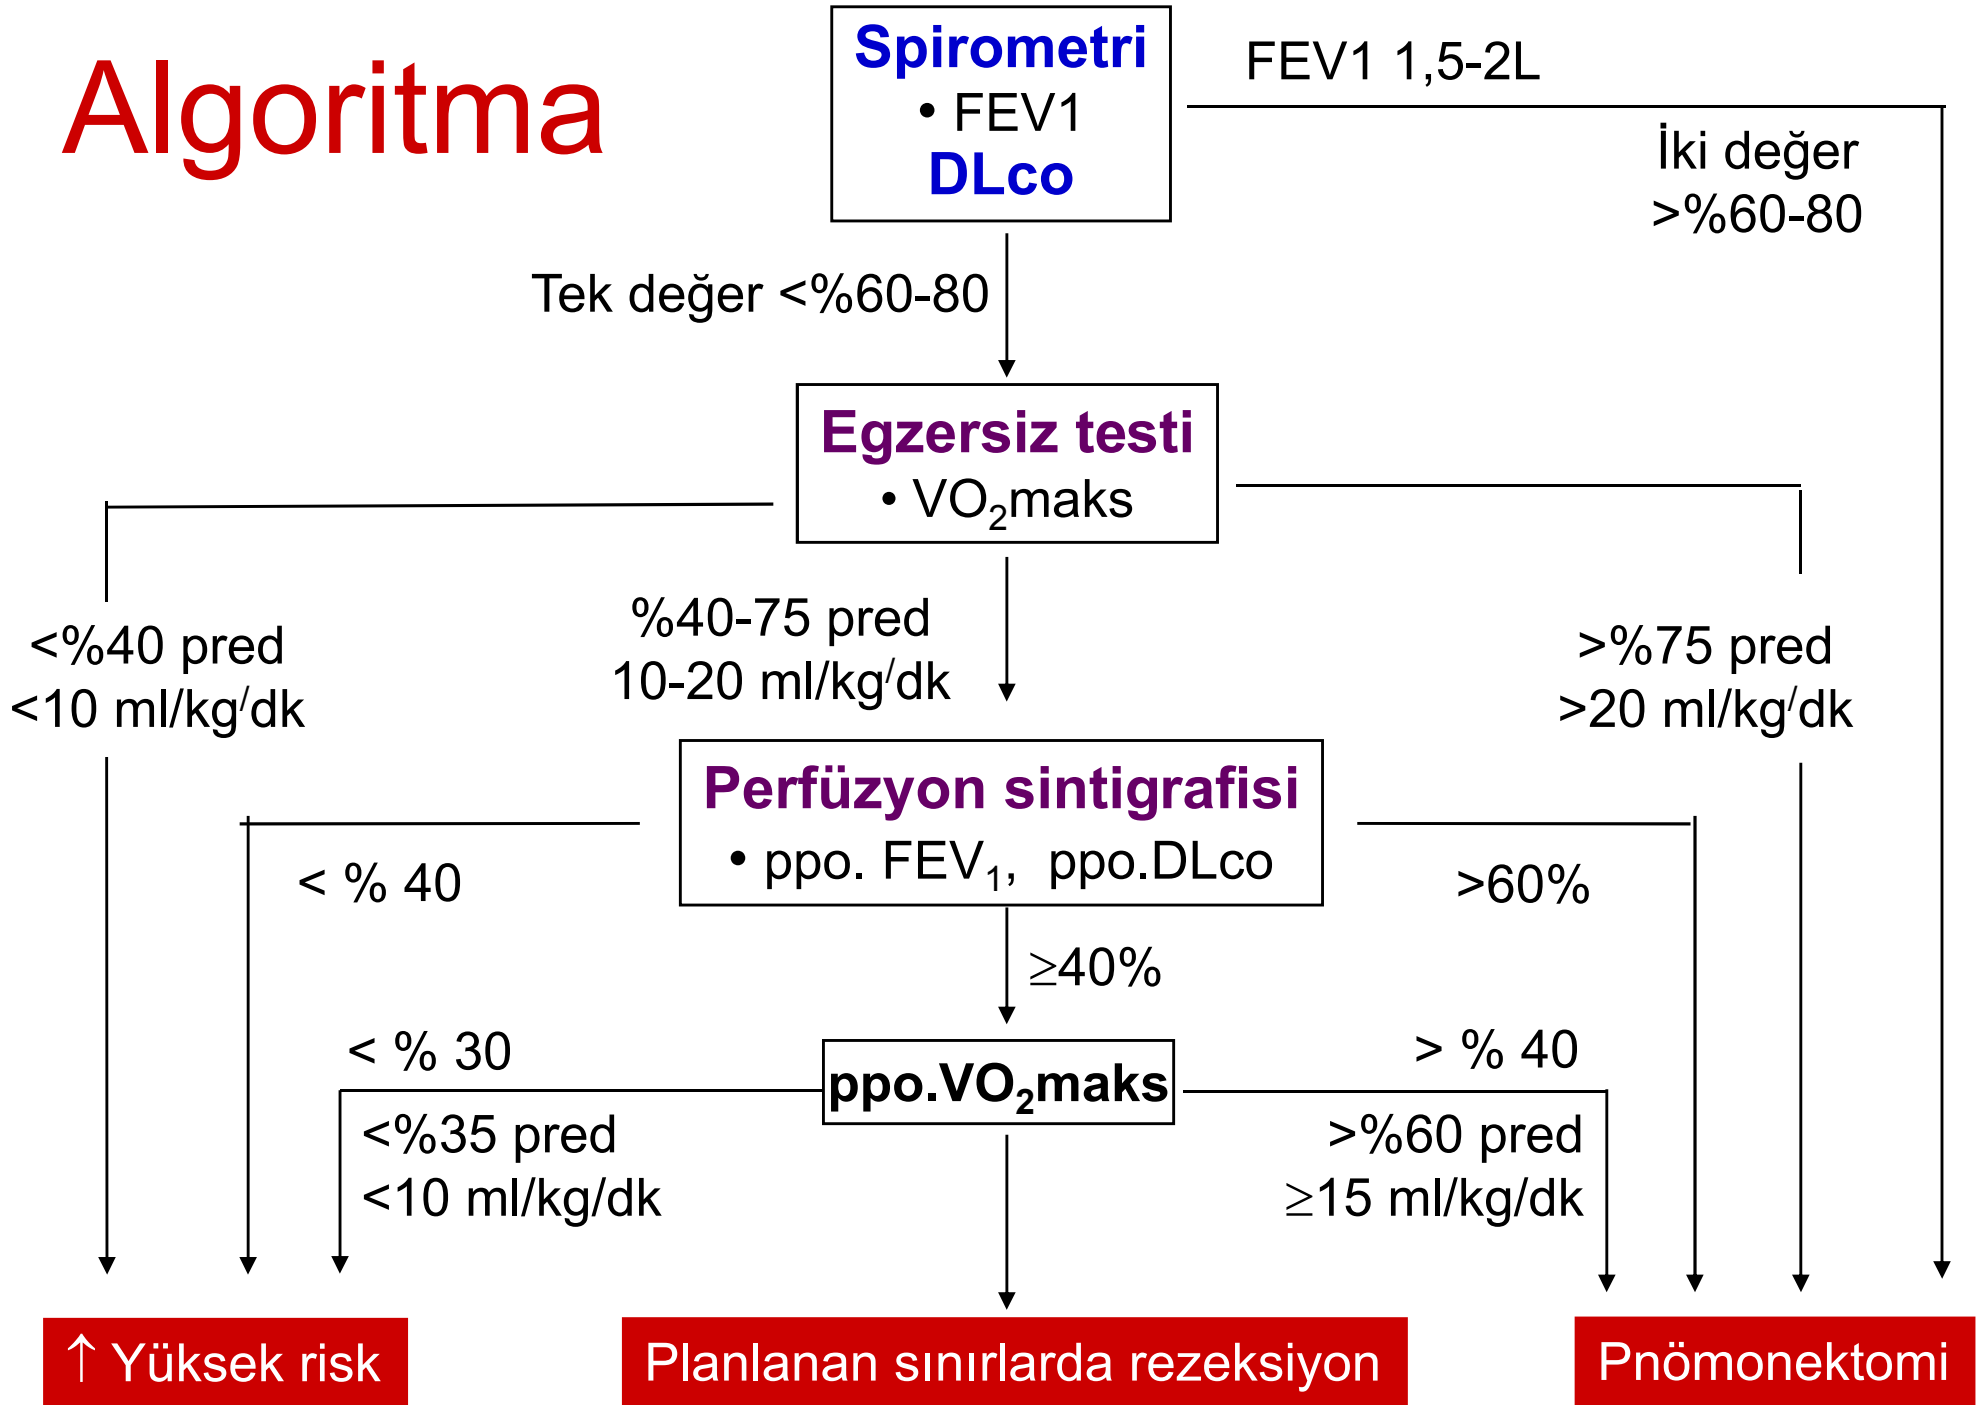 Algoritma
Spirometri
• FEV1
DLco
FEV1 1,5-2L
İki değer
>%60-80
Tek değer <%60-80
Egzersiz testi
• VO₂maks
<%40 pred
<10 ml/kg/dk
%40-75 pred
10-20 ml/kg/dk
>%75 pred
>20 ml/kg/dk
Perfüzyon sintigrafisi
• ppo. FEV₁, ppo.DLco
< % 40
>60%
≥40%
< % 30
ppo.VO₂maks
> % 40
<%35 pred
<10 ml/kg/dk
>%60 pred
≥15 ml/kg/dk
↑ Yüksek risk
Planlanan sınırlarda rezeksiyon
Pnömonektomi